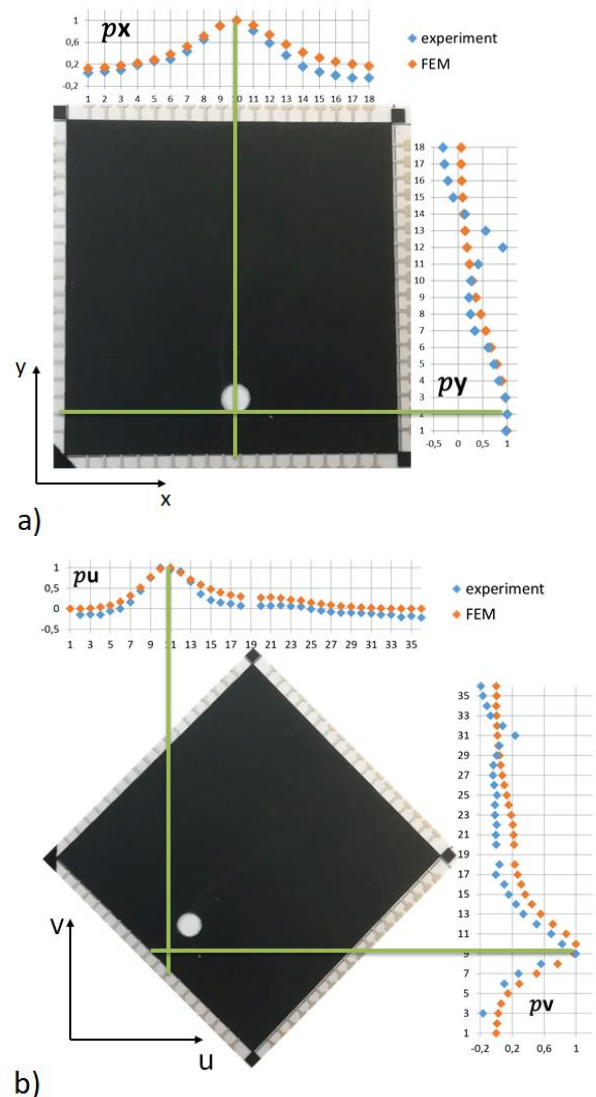 px
1
0,6
0,2
-0,2
1 2 3 4 5 6 7 8 9 10 11 12 13 14 15 16 17 18
experiment
FEM
18
17
16
15
14
13
12
11
10
9
8
7
6
5
4
3
2
1
py
-0,5 0 0,5 1
y
x
a)
pu
1
0,5
0
-0,5
1 3 5 7 9 11 13 15 17 19 21 23 25 27 29 31 33 35
experiment
FEM
35
33
31
29
27
25
23
21
19
17
15
13
11
9
7
5
3
1
pv
-0,2 0,2 0,6 1
V
u
b)